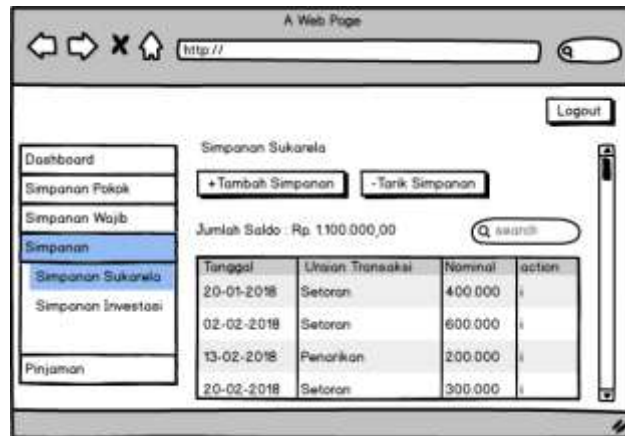 A Web Page
http://
Logout
Dashboard
Simpanan Pokok
Simpanan Wajib
Simpanan
Simpanan Sukarela
Simpanan Investasi
Pinjaman
Simpanan Sukarela
+Tambah Simpanan -Tarik Simpanan
Jumlah Saldo : Rp. 1.100.000,00 search
Tanggal Uraian Transaksi Nominal action
20-01-2018 Setoran 400.000 i
02-02-2018 Setoran 600.000 i
13-02-2018 Penarikan 200.000 i
20-02-2018 Setoran 300.000 i